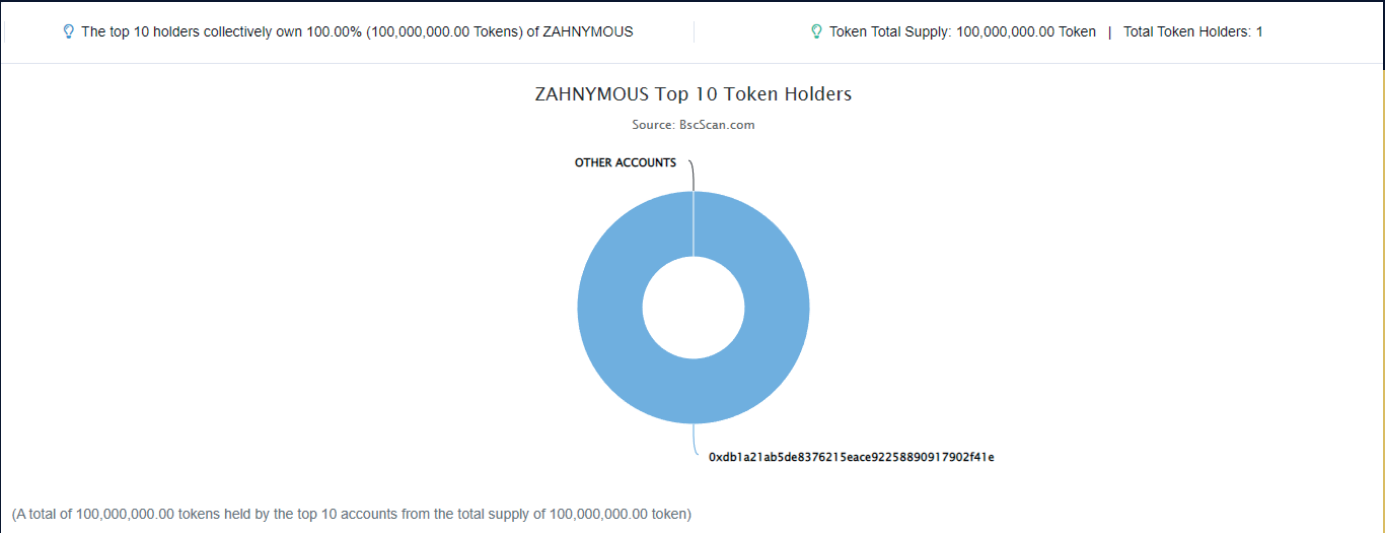 The top 10 holders collectively own 100.00% (100,000,000.00 Tokens) of ZAHNYMOUS
Token Total Supply: 100,000,000.00 Token | Total Token Holders: 1
ZAHNYMOUS Top 10 Token Holders
Source: BscScan.com
OTHER ACCOUNTS
0xdb1a21ab5de8376215eace92258890917902f41e
(A total of 100,000,000.00 tokens held by the top 10 accounts from the total supply of 100,000,000.00 token)